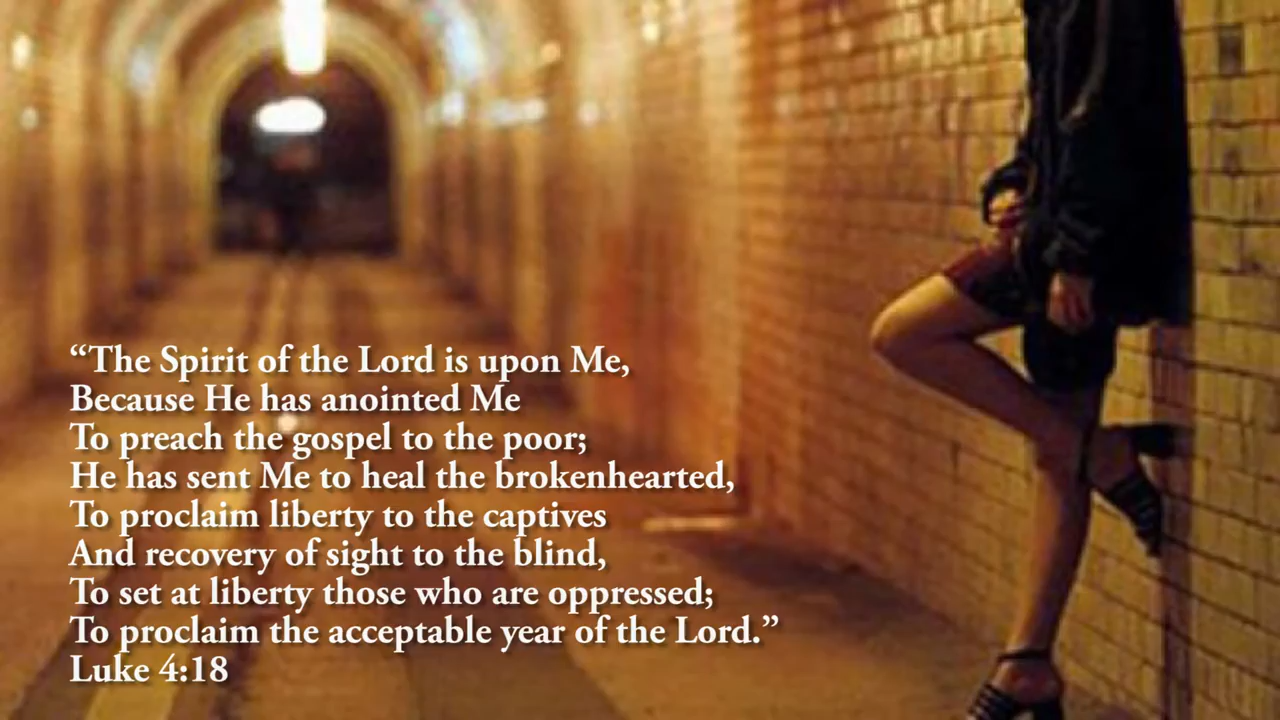 “The Spirit of the Lord is upon Me,
Because He has anointed Me
To preach the gospel to the poor;
He has sent Me to heal the brokenhearted,
To proclaim liberty to the captives
And recovery of sight to the blind,
To set at liberty those who are oppressed;
To proclaim the acceptable year of the Lord.”
Luke 4:18